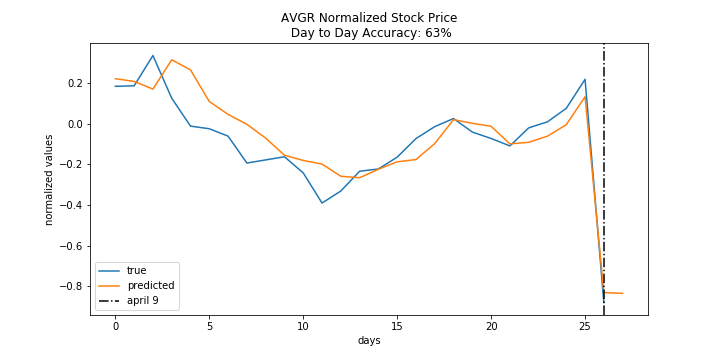 AVGR Normalized Stock Price
Day to Day Accuracy: 63%
normalized values
0.2
0.0
−0.2
−0.4
−0.6
−0.8
true
predicted
april 9
0 5 10 15 20 25
days